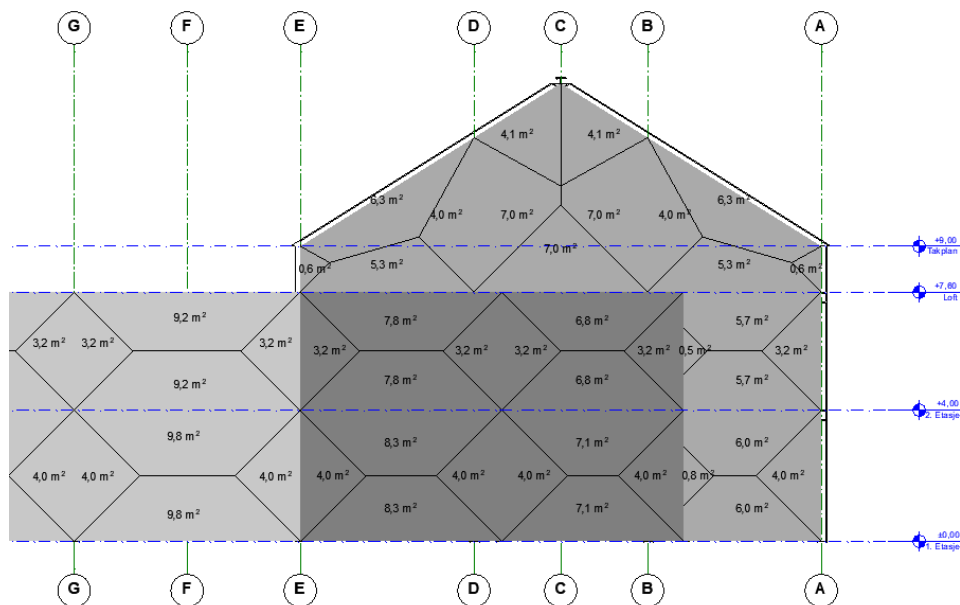 G F E D C B A
4,1 m² 4,1 m²
6,3 m² 6,3 m²
4,0 m² 7,0 m² 7,0 m² 4,0 m²
7,0 m²
+9,00
Takplan
0,6 m² 5,3 m² 5,3 m² 0,6 m²
+7,60
Loft
9,2 m² 7,8 m² 6,8 m² 5,7 m²
3,2 m² 3,2 m² 3,2 m² 3,2 m² 3,2 m² 3,2 m² 3,2 m² 0,5 m² 3,2 m²
9,2 m² 7,8 m² 6,8 m² 5,7 m²
+4,00
2. Etasje
9,8 m² 8,3 m² 7,1 m² 6,0 m²
4,0 m² 4,0 m² 4,0 m² 4,0 m² 4,0 m² 4,0 m² 4,0 m² 0,8 m² 4,0 m²
9,8 m² 8,3 m² 7,1 m² 6,0 m²
±0,00
1. Etasje
G F E D C B A